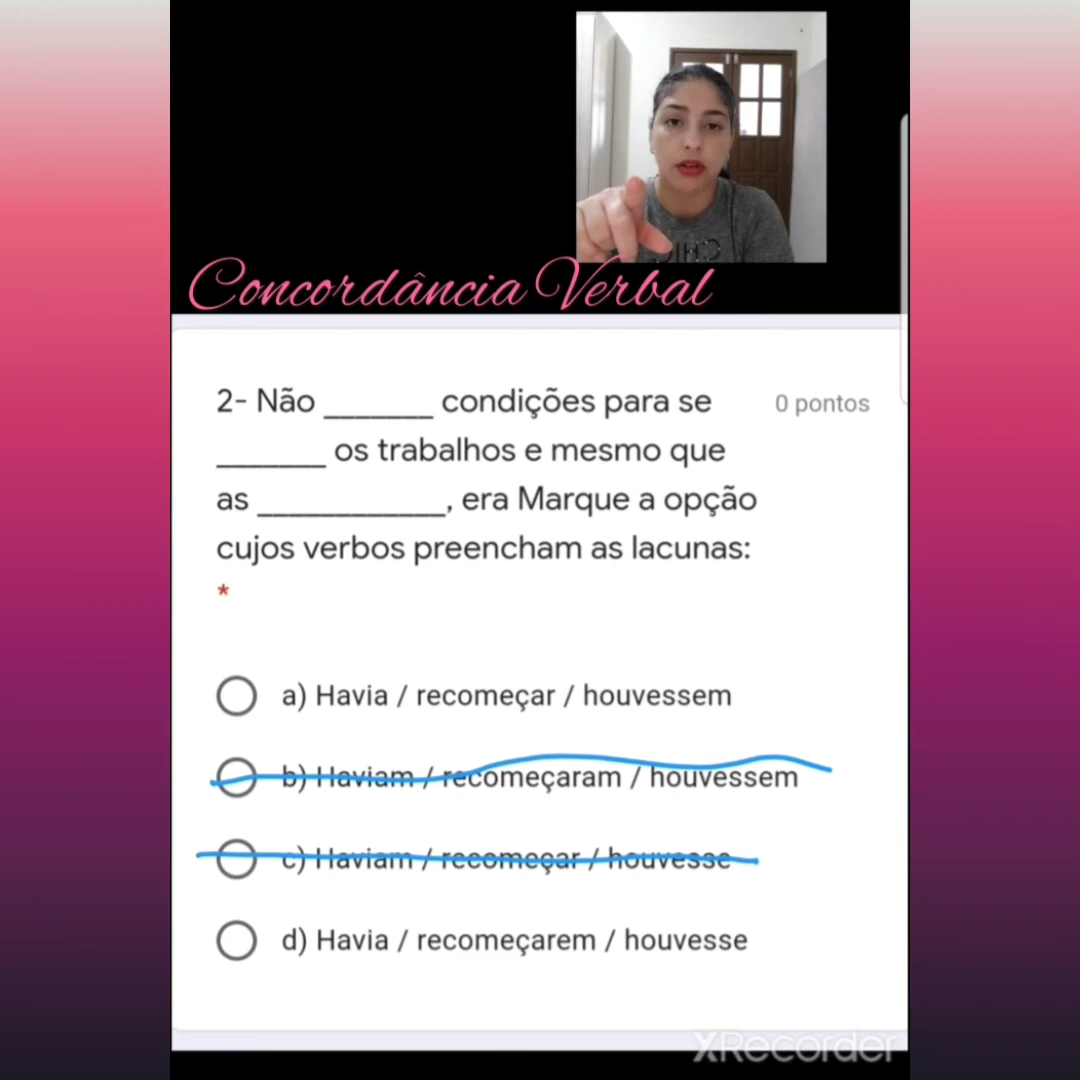 Concordância Verbal
2- Não _______ condições para se
0 pontos
_______ os trabalhos e mesmo que
as ____________, era Marque a opção
cujos verbos preencham as lacunas:
*
a) Havia / recomeçar / houvessem
b) Haviam / recomeçaram / houvessem
c) Haviam / recomeçar / houvesse
d) Havia / recomeçarem / houvesse
XRecorder